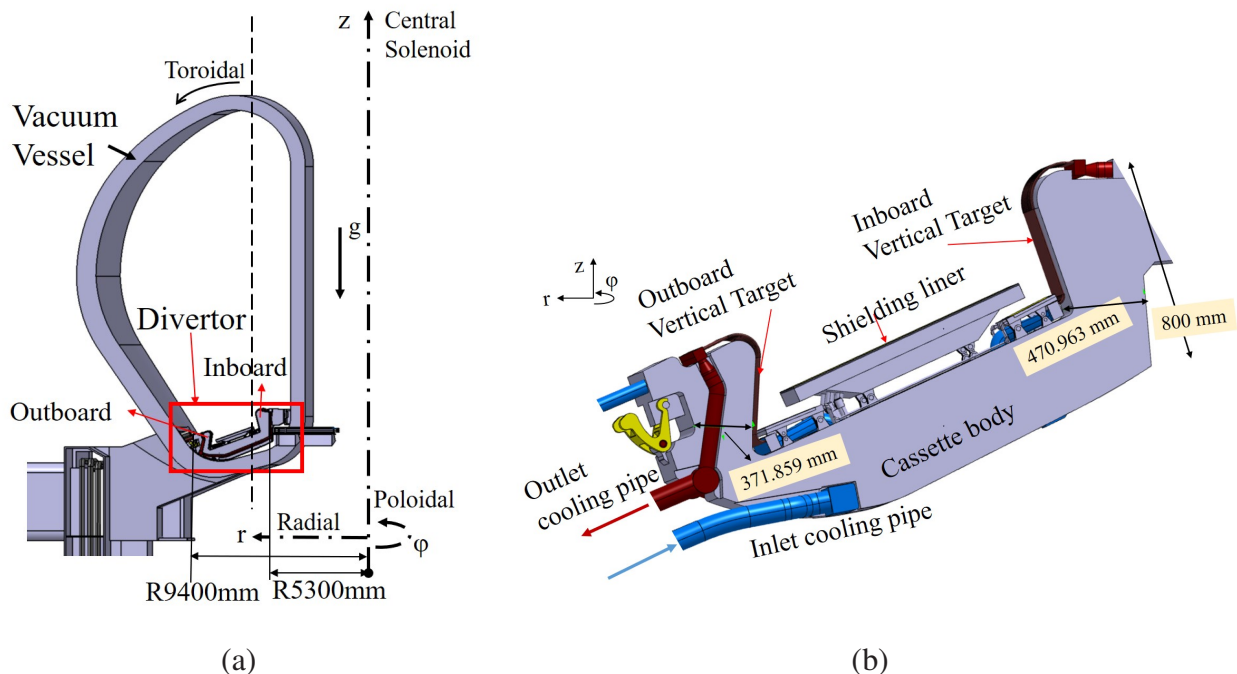 z
Central
Solenoid
Toroidal
Vacuum
Vessel
g
Divertor
Inboard
Outboard
Poloidal
r
Radial
φ
R9400mm
R5300mm
(a)
Inboard
Vertical Target
z
φ
r
Outboard
Vertical Target
Shielding liner
470.963 mm
800 mm
371.859 mm
Cassette body
Outlet
cooling pipe
Inlet cooling pipe
(b)